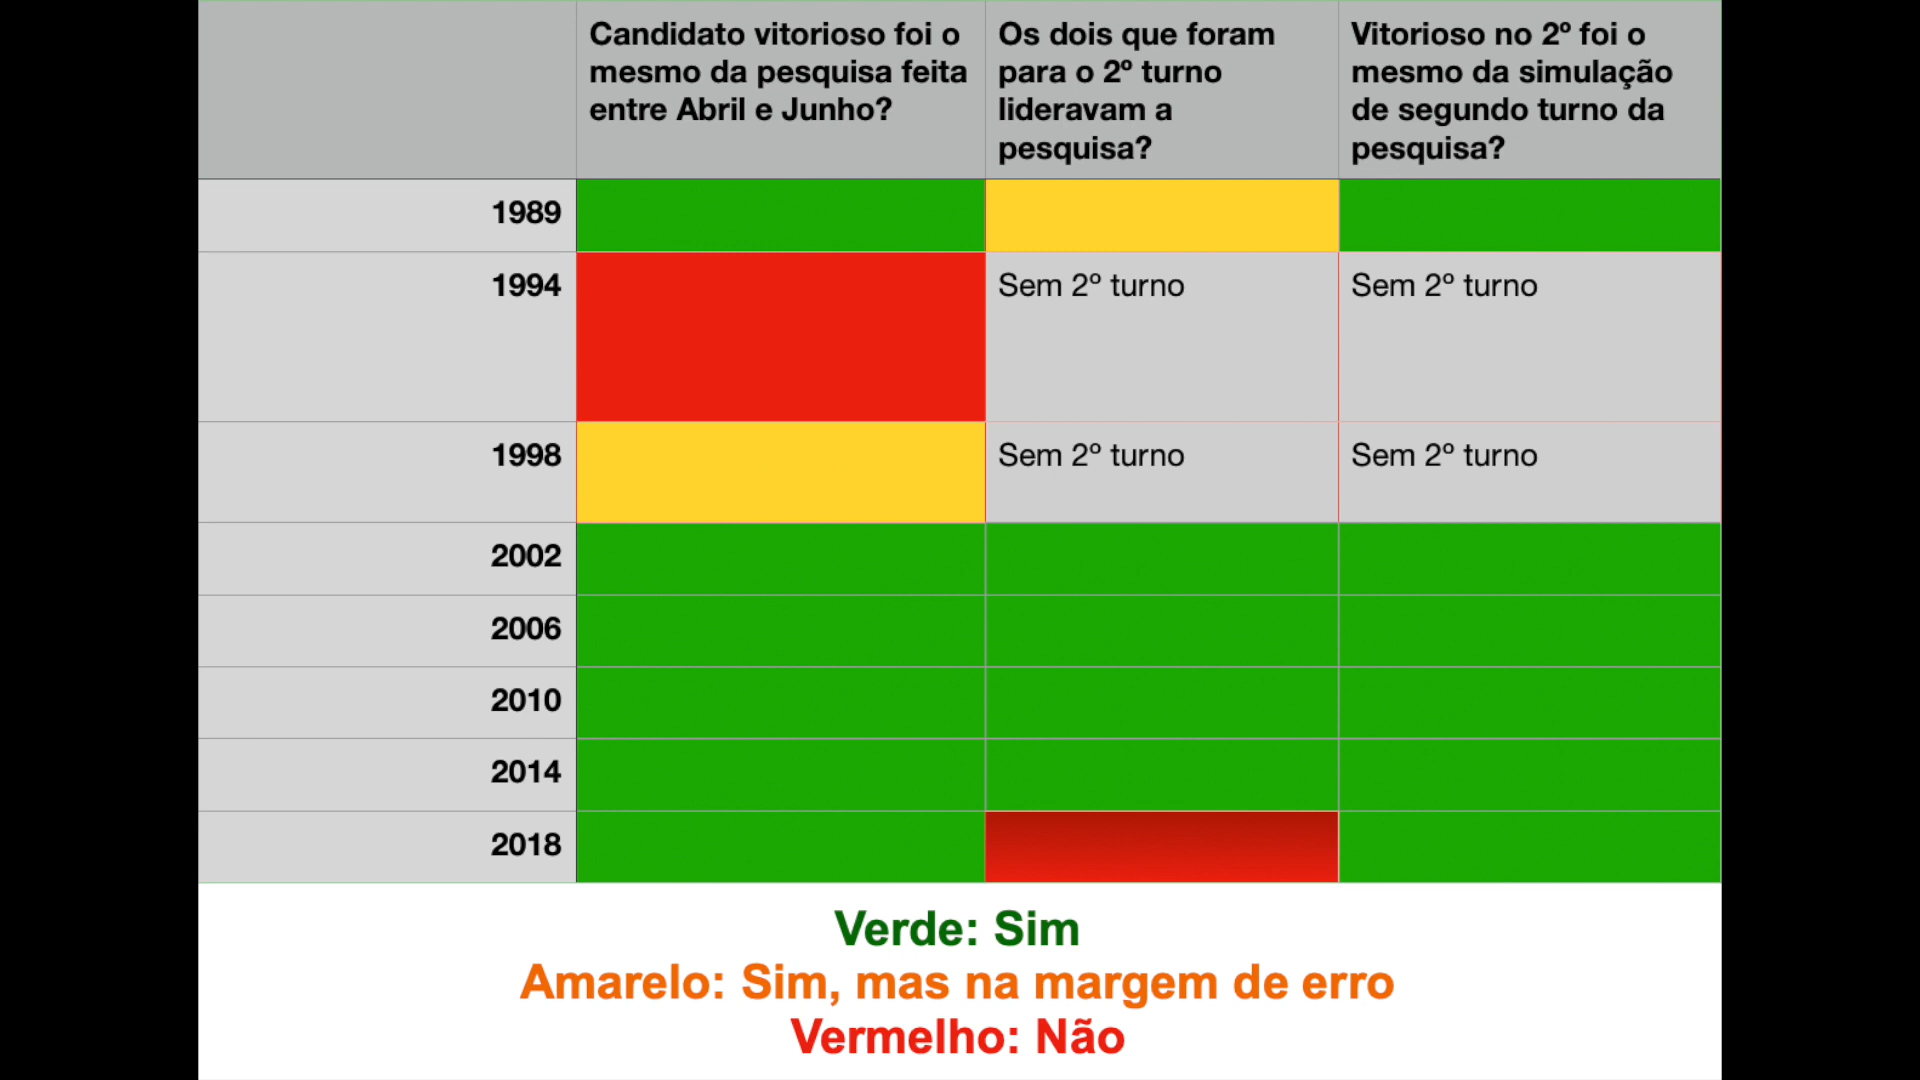 Candidato vitorioso foi o
mesmo da pesquisa feita
entre Abril e Junho?
Os dois que foram
para o 2º turno
lideravam a
pesquisa?
Vitorioso no 2º foi o
mesmo da simulação
de segundo turno da
pesquisa?
1989
1994
Sem 2º turno
Sem 2º turno
1998
Sem 2º turno
Sem 2º turno
2002
2006
2010
2014
2018
Verde: Sim
Amarelo: Sim, mas na margem de erro
Vermelho: Não